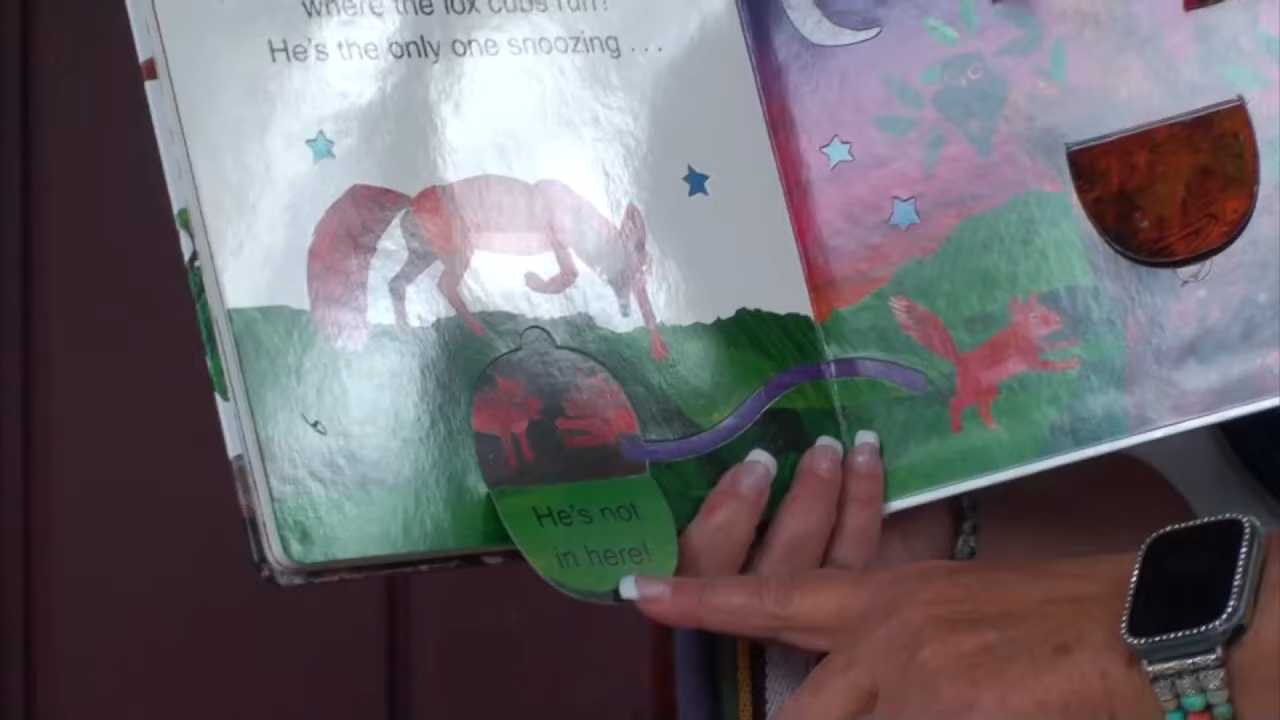 where the fox cubs run?
He's the only one snoozing ...
He's not
in here!